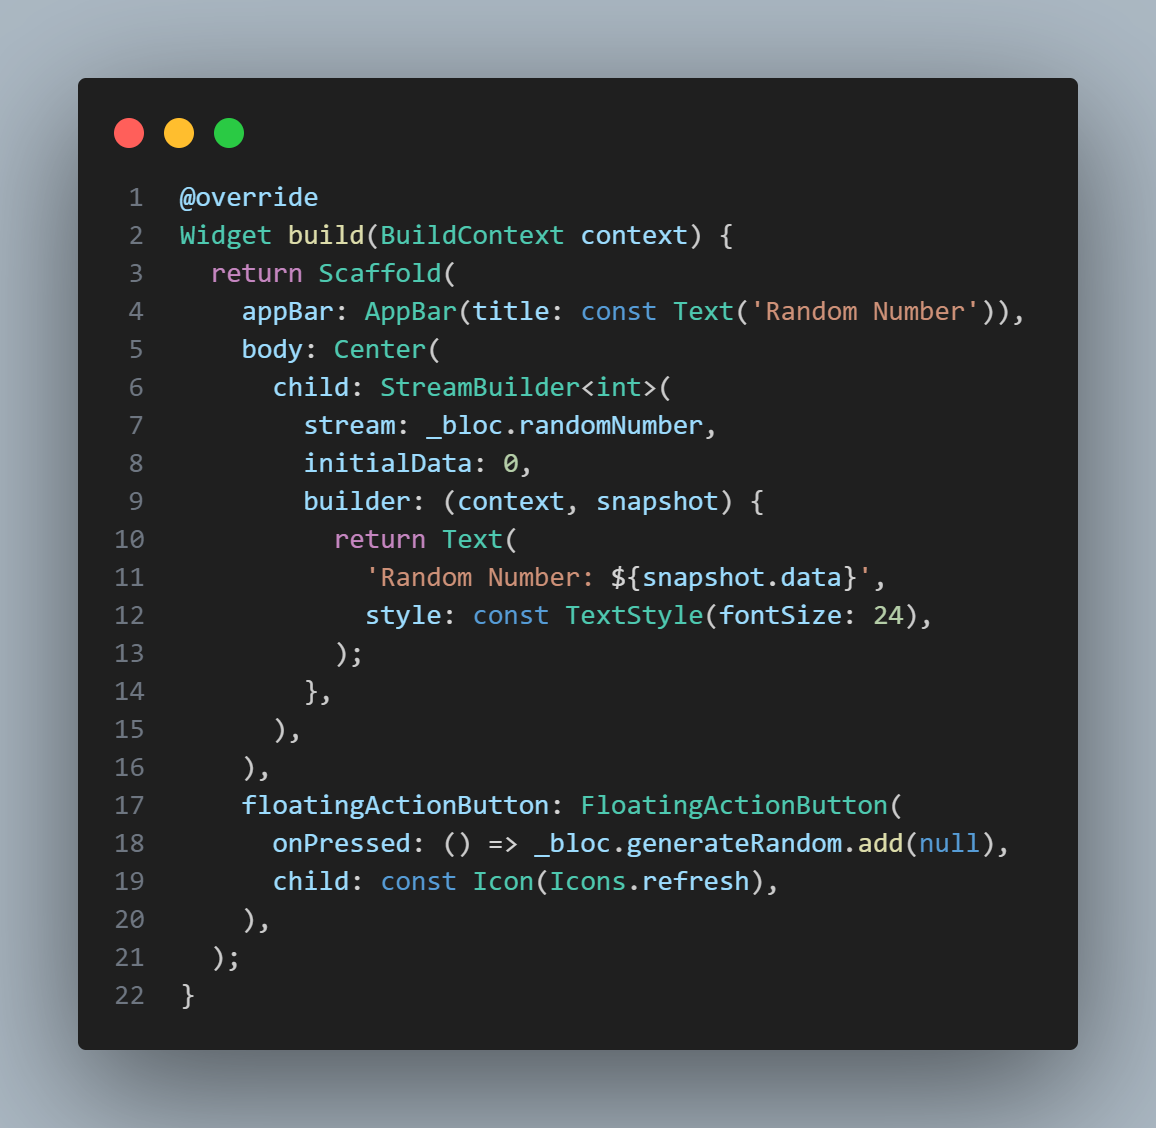 1 @override
2 Widget build(BuildContext context) {
3   return Scaffold(
4     appBar: AppBar(title: const Text('Random Number')),
5     body: Center(
6       child: StreamBuilder<int>(
7         stream: _bloc.randomNumber,
8         initialData: 0,
9         builder: (context, snapshot) {
10           return Text(
11             'Random Number: ${snapshot.data}',
12             style: const TextStyle(fontSize: 24),
13           );
14         },
15       ),
16     ),
17     floatingActionButton: FloatingActionButton(
18       onPressed: () => _bloc.generateRandom.add(null),
19       child: const Icon(Icons.refresh),
20     ),
21   );
22 }